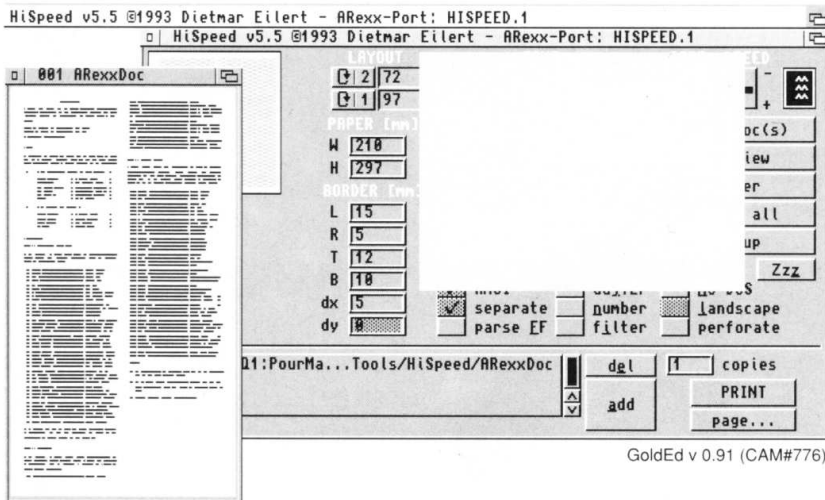 HiSpeed v5.5 ©1993 Dietmar Eilert - ARexx-Port: HISPEED.1
HiSpeed v5.5 ©1993 Dietmar Eilert - ARexx-Port: HISPEED.1
001 ARexxDoc
LAYOUT
2 72
1 97
PAPER [mm]
W 210
H 297
BORDER [mm]
L 15
R 5
T 12
B 10
dx 5
dy 0
- 
+
oc(s)
iew
er
all
up
Zzz
separate number landscape
parse FF filter perforate
Q1:PourMa...Tools/HiSpeed/ARexxDoc
del 1 copies
add PRINT
page...
GoldEd v 0.91 (CAM#776)